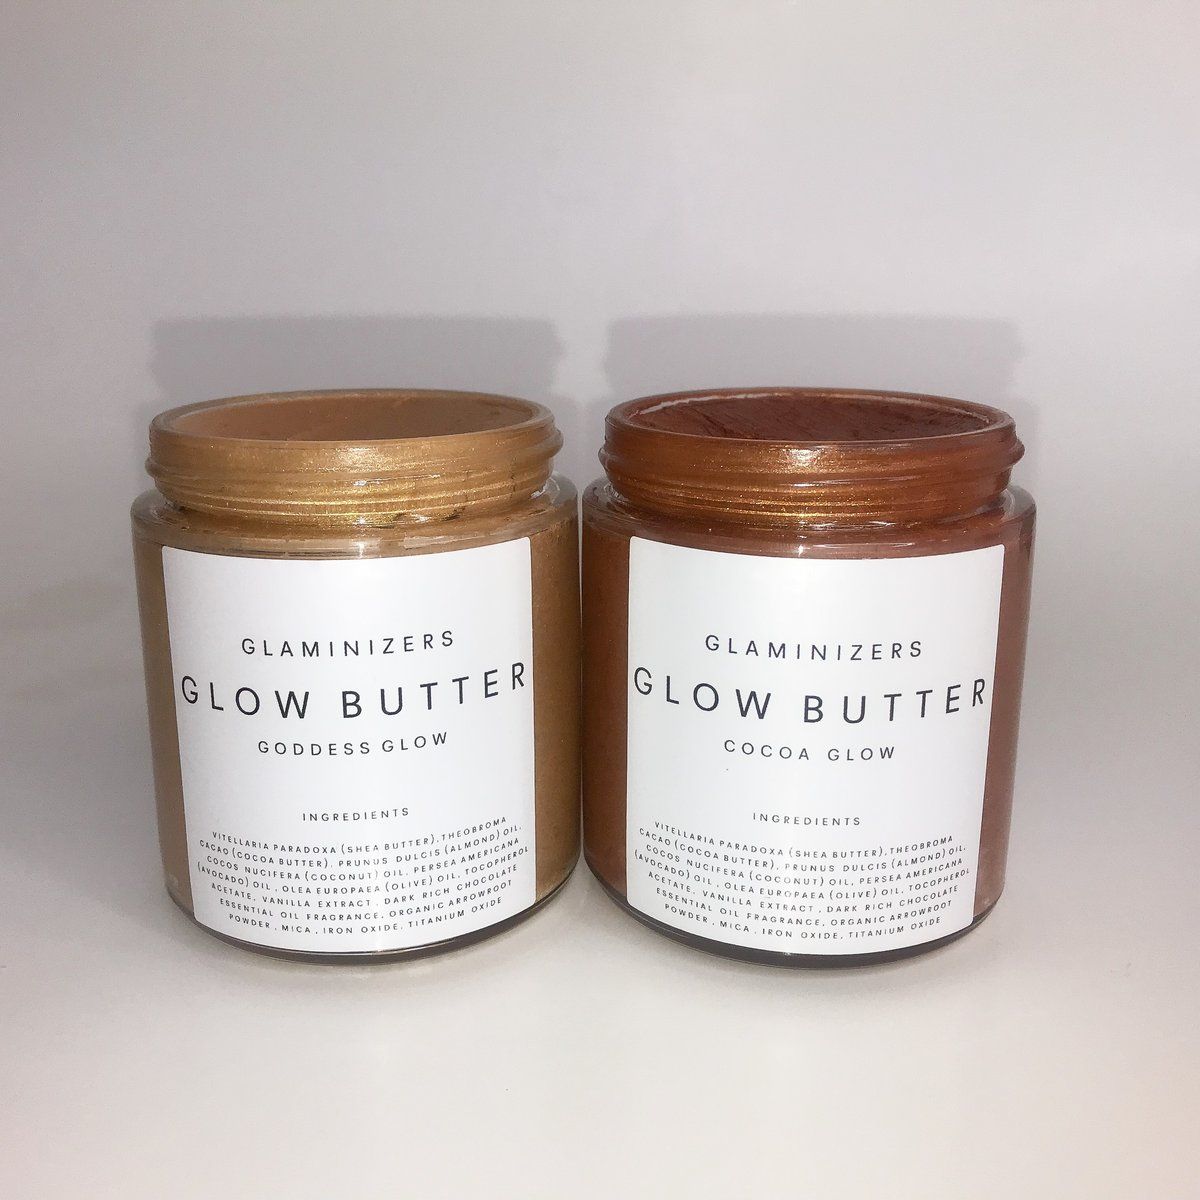 GLAMINIZERS
GLOW BUTTER
GODDESS GLOW
INGREDIENTS
VITELLARIA PARADOXA (SHEA BUTTER), THEOBROMA
CACAO (COCOA BUTTER), PRUNUS DULCIS (ALMOND) OIL,
COCOS NUCIFERA (COCONUT) OIL, PERSEA AMERICANA
(AVOCADO) OIL , OLEA EUROPAEA (OLIVE) OIL, TOCOPHEROL
ACETATE, VANILLA EXTRACT , DARK RICH CHOCOLATE
ESSENTIAL OIL FRAGRANCE, ORGANIC ARROWROOT
POWDER , MICA , IRON OXIDE, TITANIUM OXIDE
GLAMINIZERS
GLOW BUTTER
COCOA GLOW
INGREDIENTS
VITELLARIA PARADOXA (SHEA BUTTER), THEOBROMA
CACAO (COCOA BUTTER), PRUNUS DULCIS (ALMOND) OIL,
COCOS NUCIFERA (COCONUT) OIL, PERSEA AMERICANA
(AVOCADO) OIL , OLEA EUROPAEA (OLIVE) OIL, TOCOPHEROL
ACETATE, VANILLA EXTRACT , DARK RICH CHOCOLATE
ESSENTIAL OIL FRAGRANCE, ORGANIC ARROWROOT
POWDER , MICA , IRON OXIDE, TITANIUM OXIDE